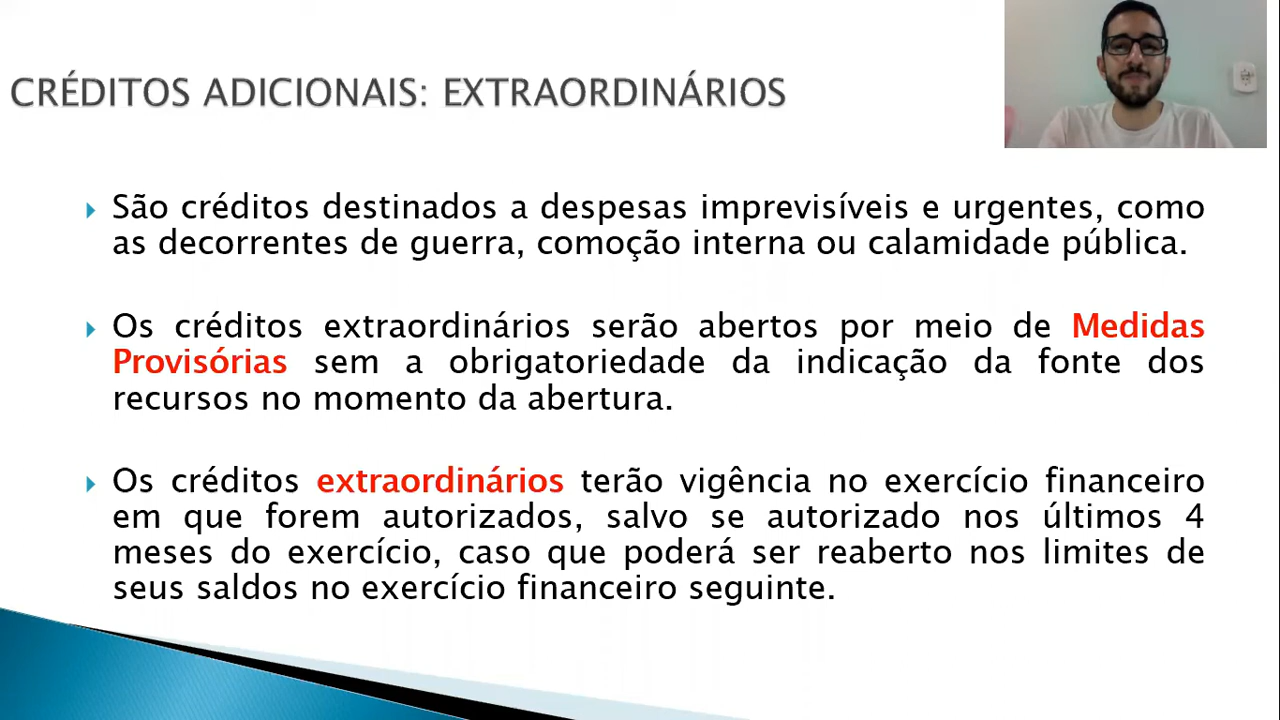 CRÉDITOS ADICIONAIS: EXTRAORDINÁRIOS
São créditos destinados a despesas imprevisíveis e urgentes, como
as decorrentes de guerra, comoção interna ou calamidade pública.
Os créditos extraordinários serão abertos por meio de Medidas
Provisórias sem a obrigatoriedade da indicação da fonte dos
recursos no momento da abertura.
Os créditos extraordinários terão vigência no exercício financeiro
em que forem autorizados, salvo se autorizado nos últimos 4
meses do exercício, caso que poderá ser reaberto nos limites de
seus saldos no exercício financeiro seguinte.